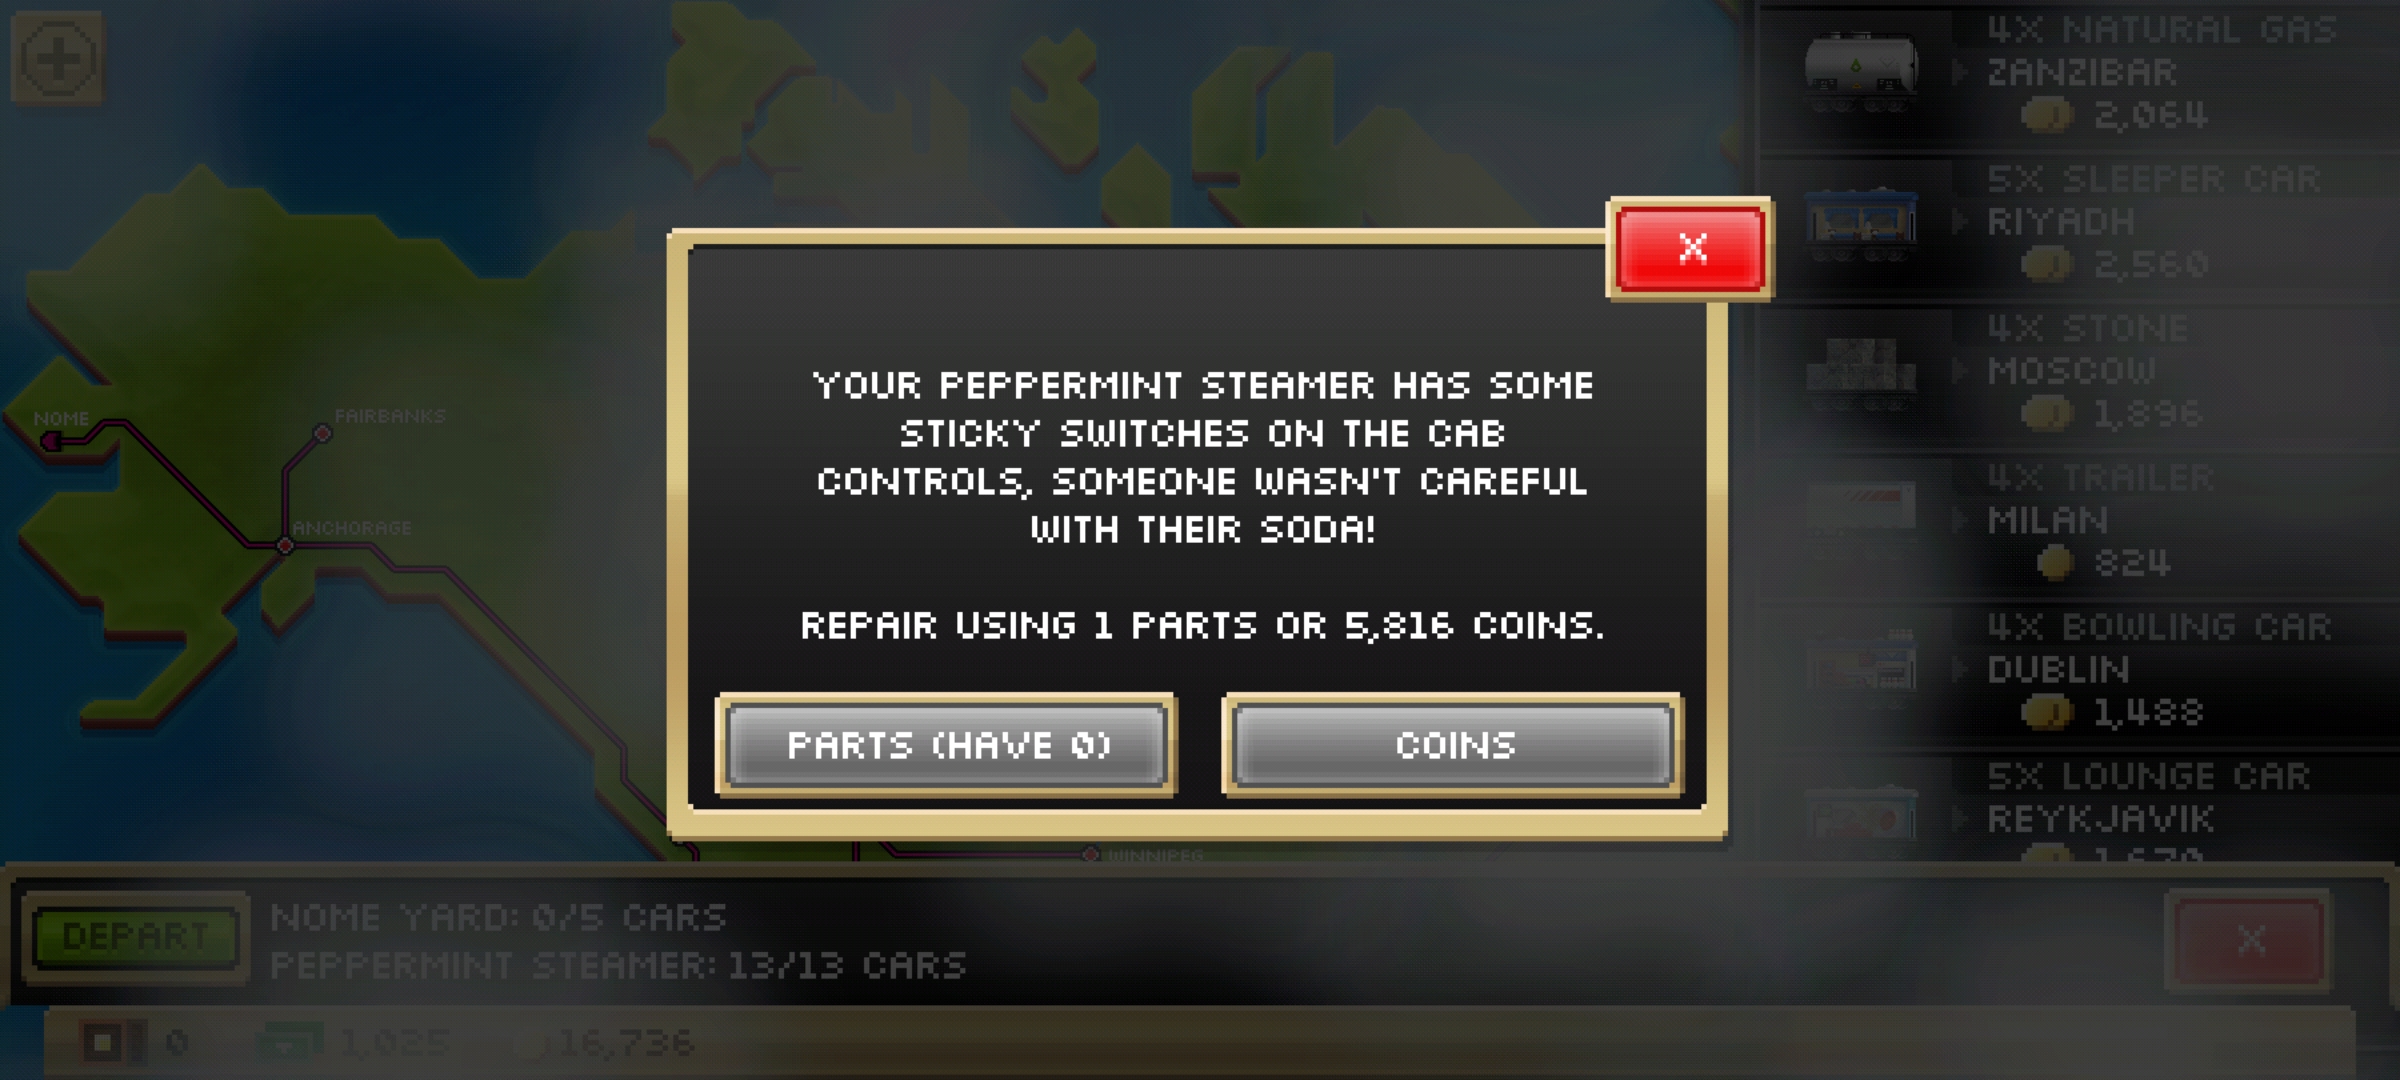 4X NATURAL GAS
ZANZIBAR
2,064
5X SLEEPER CAR
RIYADH
2,560
4X STONE
MOSCOW
1,896
4X TRAILER
MILAN
824
4X BOWLING CAR
DUBLIN
1,488
5X LOUNGE CAR
REYKJAVIK
1,670
NOME
FAIRBANKS
ANCHORAGE
WINNIPEG
X
YOUR PEPPERMINT STEAMER HAS SOME
STICKY SWITCHES ON THE CAB
CONTROLS, SOMEONE WASN'T CAREFUL
WITH THEIR SODA!
REPAIR USING 1 PARTS OR 5,816 COINS.
PARTS (HAVE 0)
COINS
DEPART
NOME YARD: 0/5 CARS
PEPPERMINT STEAMER: 13/13 CARS
X
0
1,025
16,736